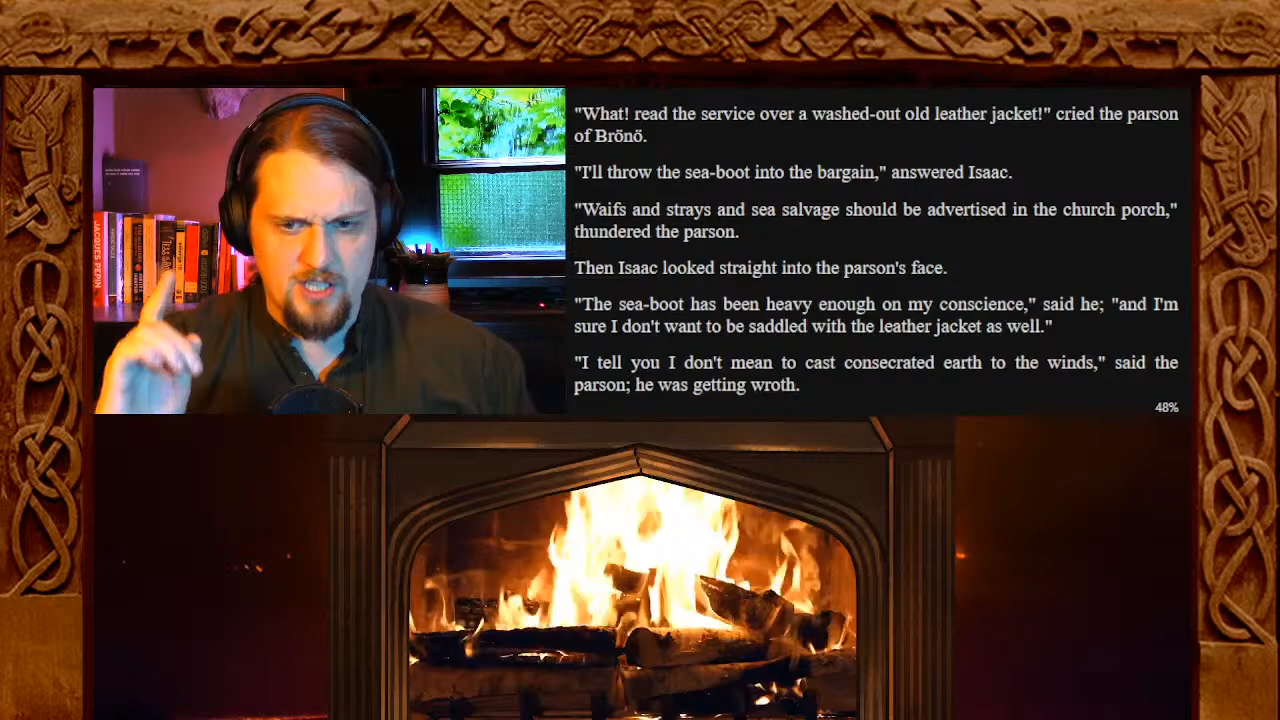 "What! read the service over a washed-out old leather jacket!" cried the parson
of Brönö.
"I'll throw the sea-boot into the bargain," answered Isaac.
"Waifs and strays and sea salvage should be advertised in the church porch,"
thundered the parson.
Then Isaac looked straight into the parson's face.
"The sea-boot has been heavy enough on my conscience," said he; "and I'm
sure I don't want to be saddled with the leather jacket as well."
"I tell you I don't mean to cast consecrated earth to the winds," said the
parson; he was getting wroth.
48%
JACQUES PEPIN